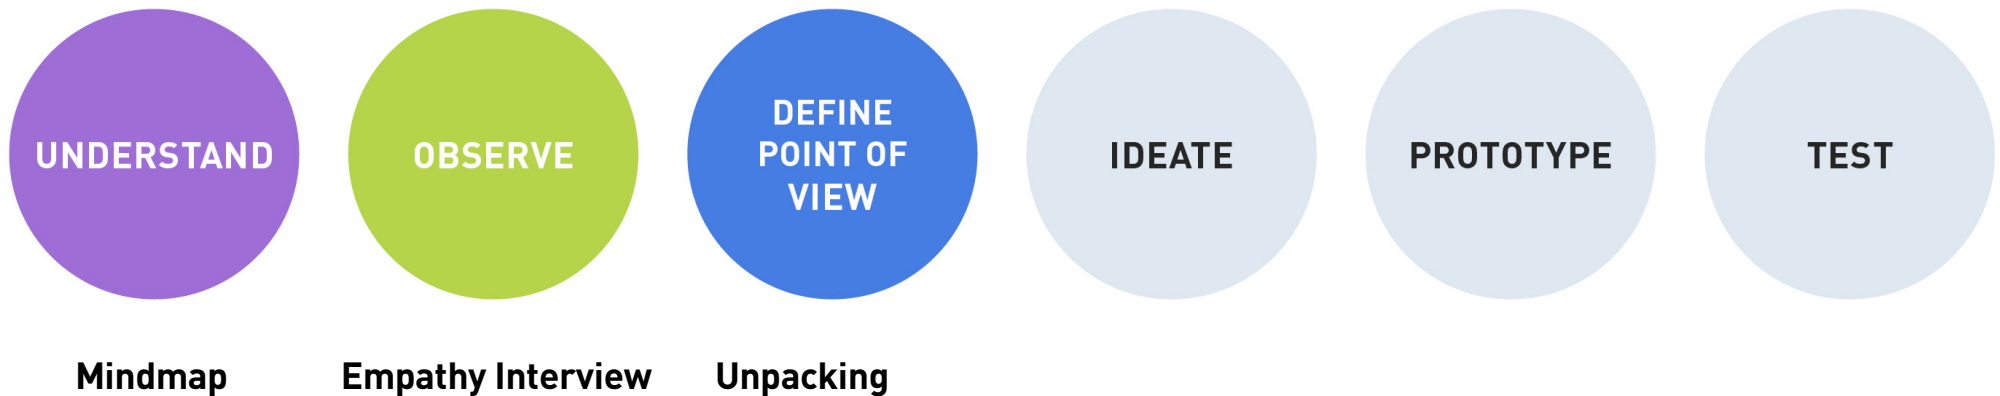 UNDERSTAND
OBSERVE
DEFINE
POINT OF
VIEW
IDEATE
PROTOTYPE
TEST
Mindmap
Empathy Interview
Unpacking